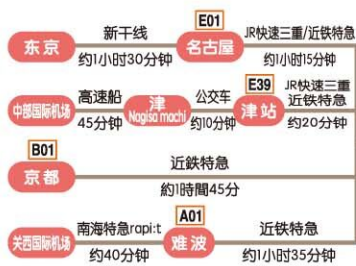 E01
东京 新干线 名古屋 JR快速三重/近铁特急
约1小时30分钟 约1小时15分钟
E39
中部国际机场 高速船 津 Nagisa machi 公交车 津站 JR快速三重 近铁特急
45分钟 约10分钟 约20分钟
B01
京都 近鉄特急
約1時間45分
A01
关西国际机场 南海特急rapi:t 难波 近铁特急
约40分钟 约1小时35分钟